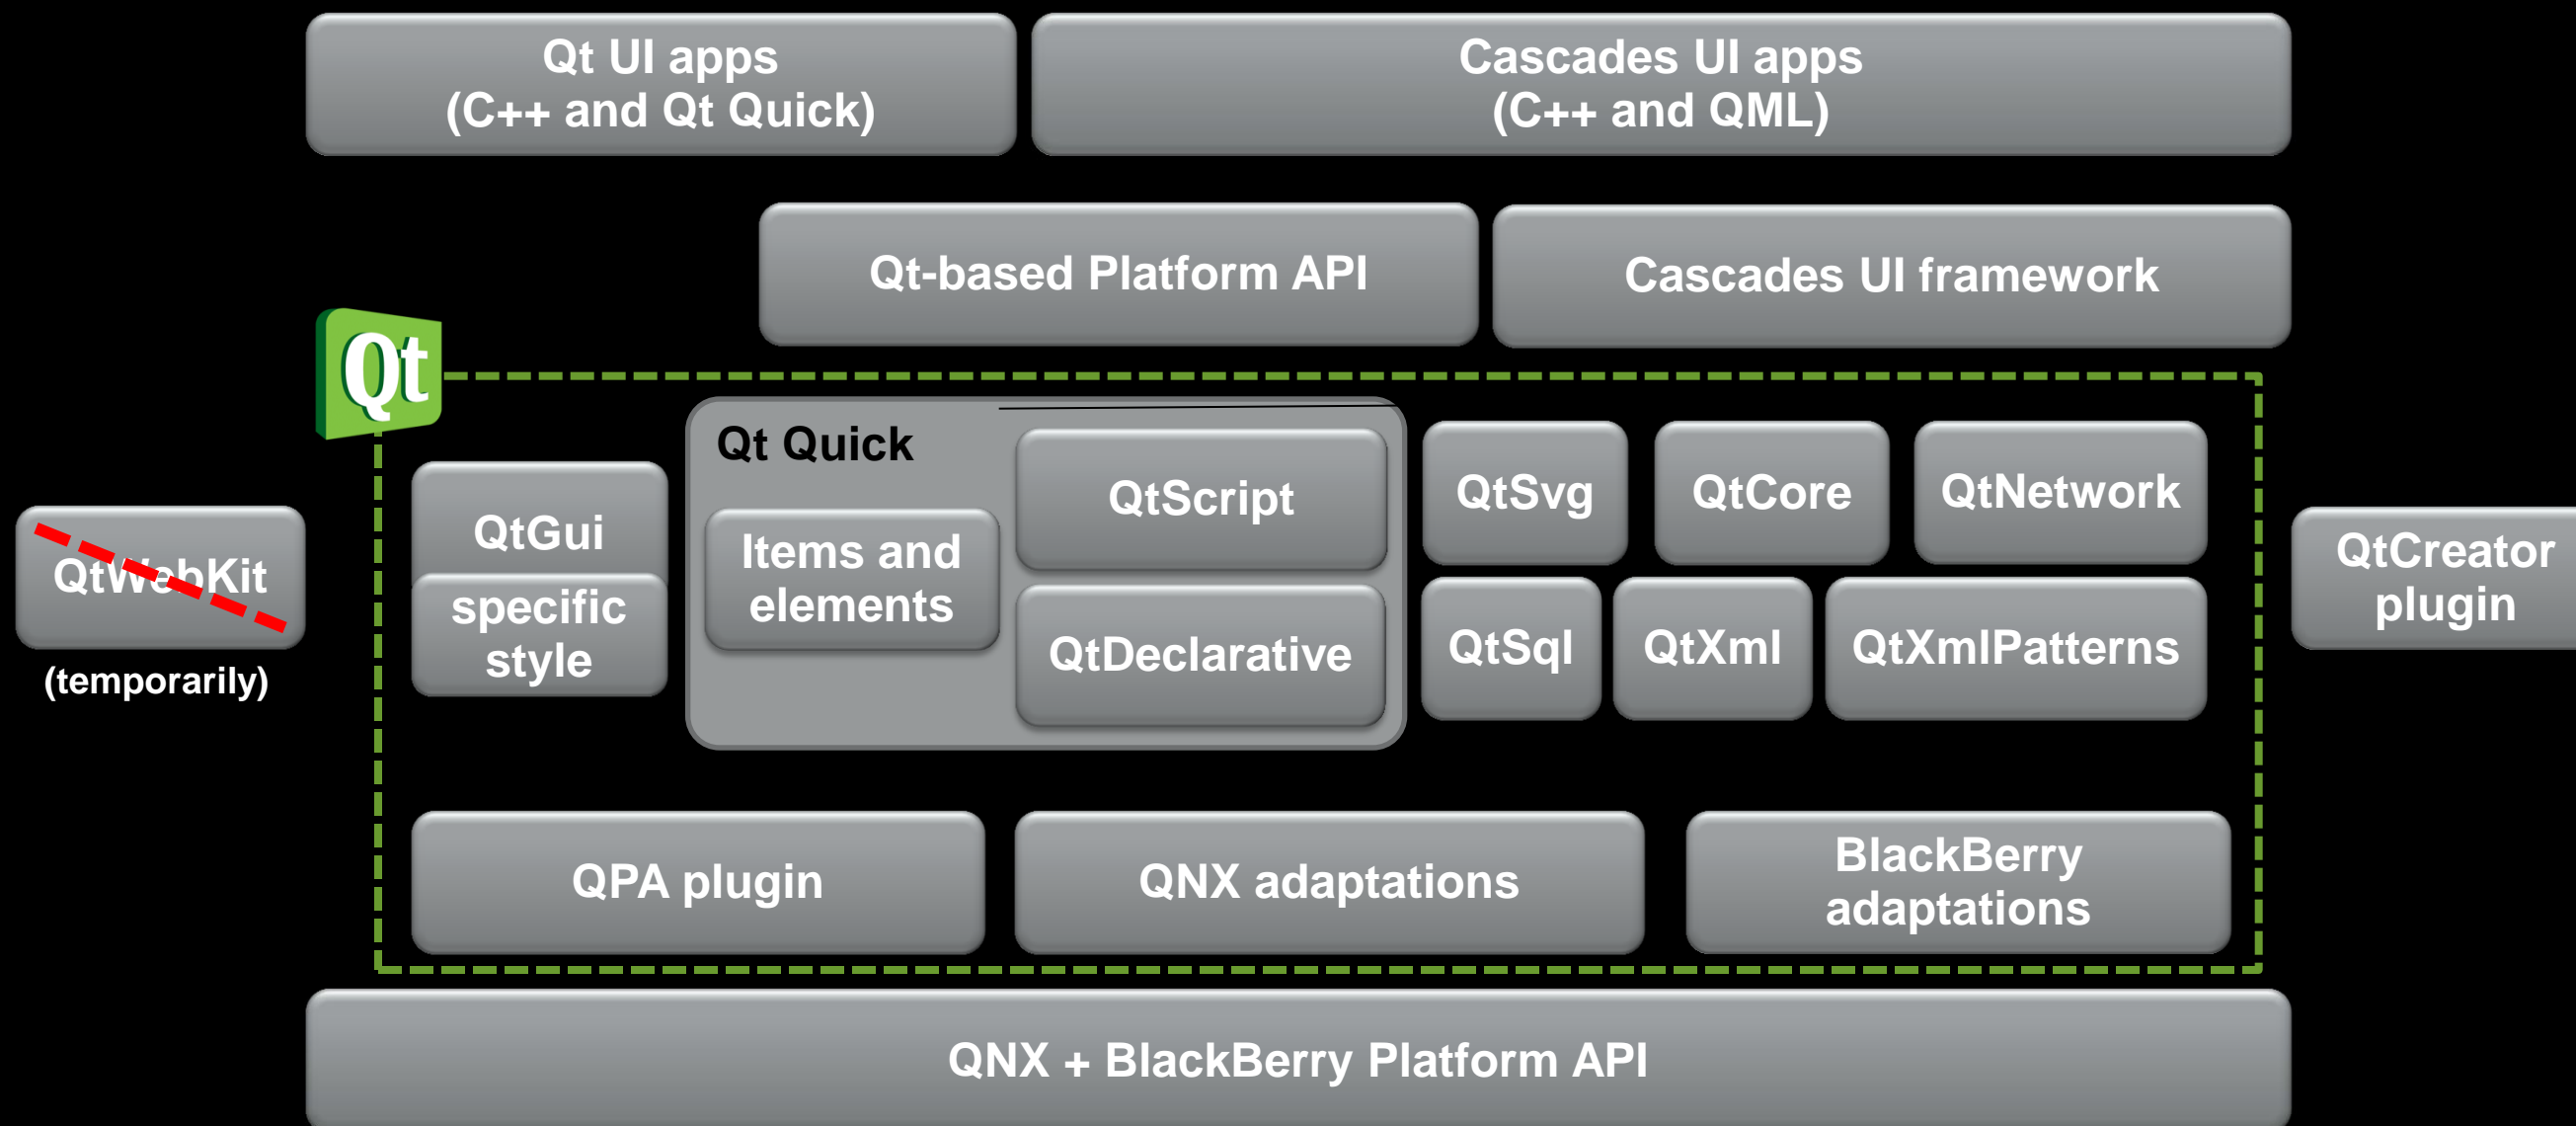 Qt UI apps
(C++ and Qt Quick)
Cascades UI apps
(C++ and QML)
Qt-based Platform API
Cascades UI framework
Qt
Qt Quick
QtScript
QtSvg
QtCore
QtNetwork
QtGui
specific
style
Items and
elements
QtDeclarative
QtSql
QtXml
QtXmlPatterns
QtWebKit
(temporarily)
QtCreator
plugin
QPA plugin
QNX adaptations
BlackBerry
adaptations
QNX + BlackBerry Platform API